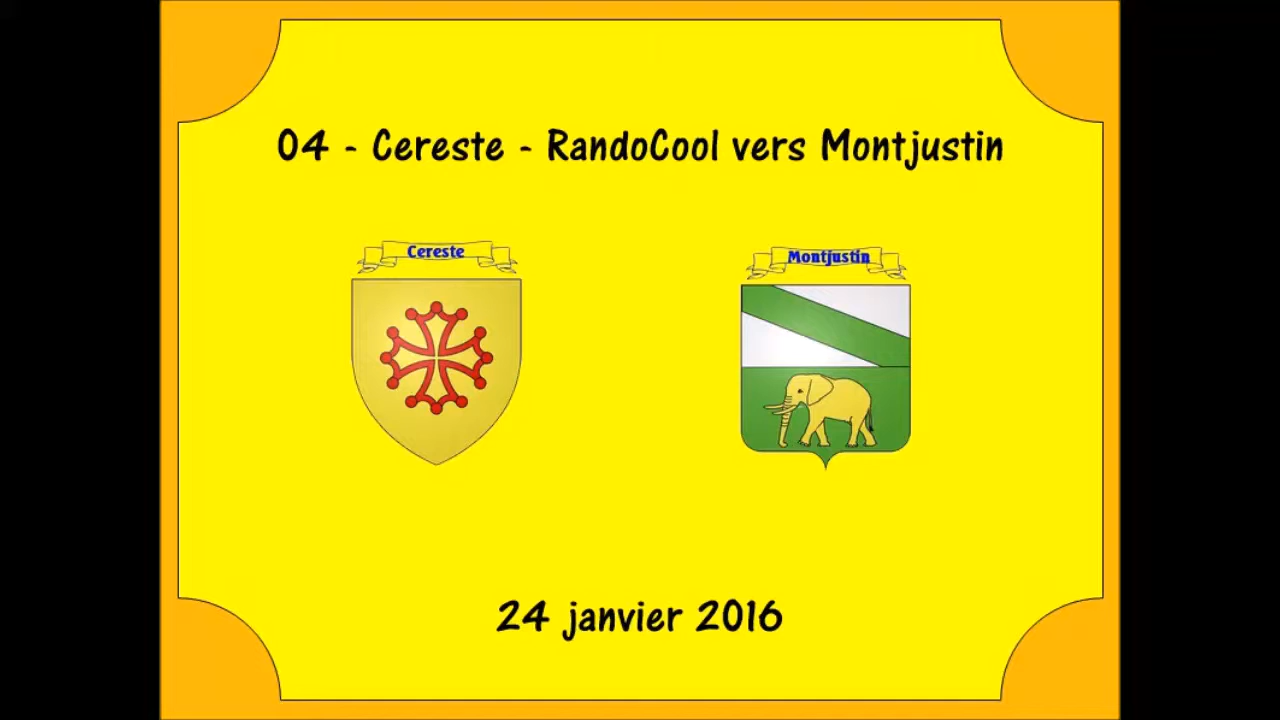 04 - Cereste - RandoCool vers Montjustin
Cereste
Montjustin
24 janvier 2016